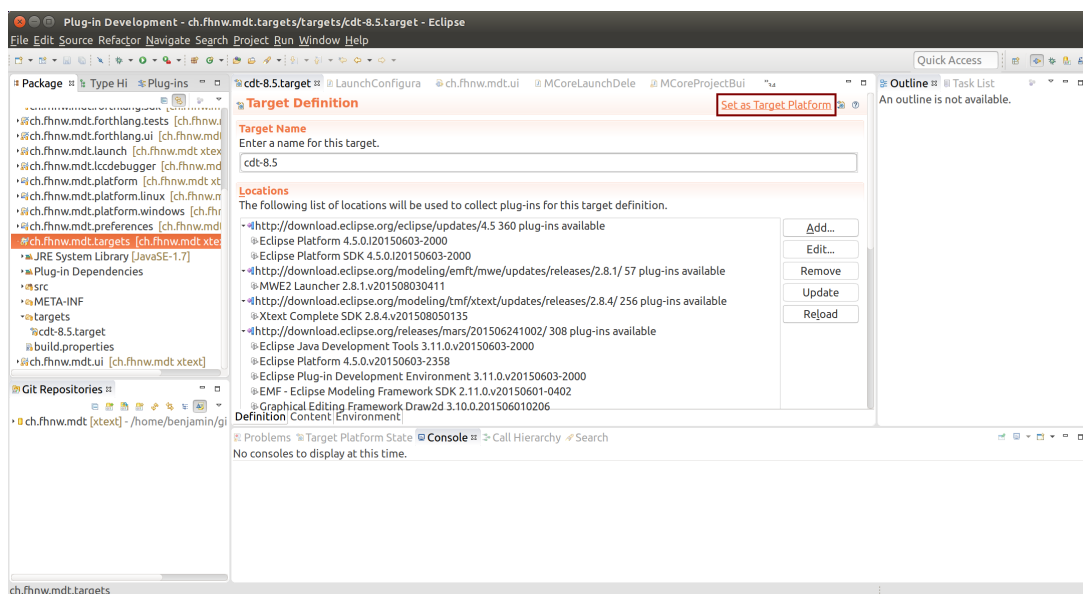 Plug-in Development - ch.fhnw.mdt.targets/targets/cdt-8.5.target - Eclipse
File Edit Source Refactor Navigate Search Project Run Window Help
Quick Access
Package Type Hi Plug-ins
ch.fhnw.mdt.forthlang.tests [ch.fhnw.
ch.fhnw.mdt.forthlang.ui [ch.fhnw.md
ch.fhnw.mdt.launch [ch.fhnw.mdt xtex
ch.fhnw.mdt.lccdebugger [ch.fhnw.md
ch.fhnw.mdt.platform [ch.fhnw.mdt xt
ch.fhnw.mdt.platform.linux [ch.fhnw.m
ch.fhnw.mdt.platform.windows [ch.fhr
ch.fhnw.mdt.preferences [ch.fhnw.md
ch.fhnw.mdt.targets [ch.fhnw.mdt xte
JRE System Library [JavaSE-1.7]
Plug-in Dependencies
src
META-INF
targets
cdt-8.5.target
build.properties
ch.fhnw.mdt.ui [ch.fhnw.mdt xtext]
Git Repositories
ch.fhnw.mdt [xtext] - /home/benjamin/gi
cdt-8.5.target LaunchConfigura ch.fhnw.mdt.ui MCoreLaunchDele MCoreProjectBui
Target Definition
Set as Target Platform
Target Name
Enter a name for this target.
cdt-8.5
Locations
The following list of locations will be used to collect plug-ins for this target definition.
http://download.eclipse.org/eclipse/updates/4.5 360 plug-ins available
Eclipse Platform 4.5.0.I20150603-2000
Eclipse Platform SDK 4.5.0.I20150603-2000
http://download.eclipse.org/modeling/emft/mwe/updates/releases/2.8.1/ 57 plug-ins available
MWE2 Launcher 2.8.1.v201508030411
http://download.eclipse.org/modeling/tmf/xtext/updates/releases/2.8.4/ 256 plug-ins available
Xtext Complete SDK 2.8.4.v201508050135
http://download.eclipse.org/releases/mars/201506241002/ 308 plug-ins available
Eclipse Java Development Tools 3.11.0.v20150603-2000
Eclipse Platform 4.5.0.v20150603-2358
Eclipse Plug-in Development Environment 3.11.0.v20150603-2000
EMF - Eclipse Modeling Framework SDK 2.11.0.v20150601-0402
Graphical Editing Framework Draw2d 3.10.0.201506010206
Add...
Edit...
Remove
Update
Reload
Definition Content Environment
Outline Task List
An outline is not available.
Problems Target Platform State Console Call Hierarchy Search
No consoles to display at this time.
ch.fhnw.mdt.targets